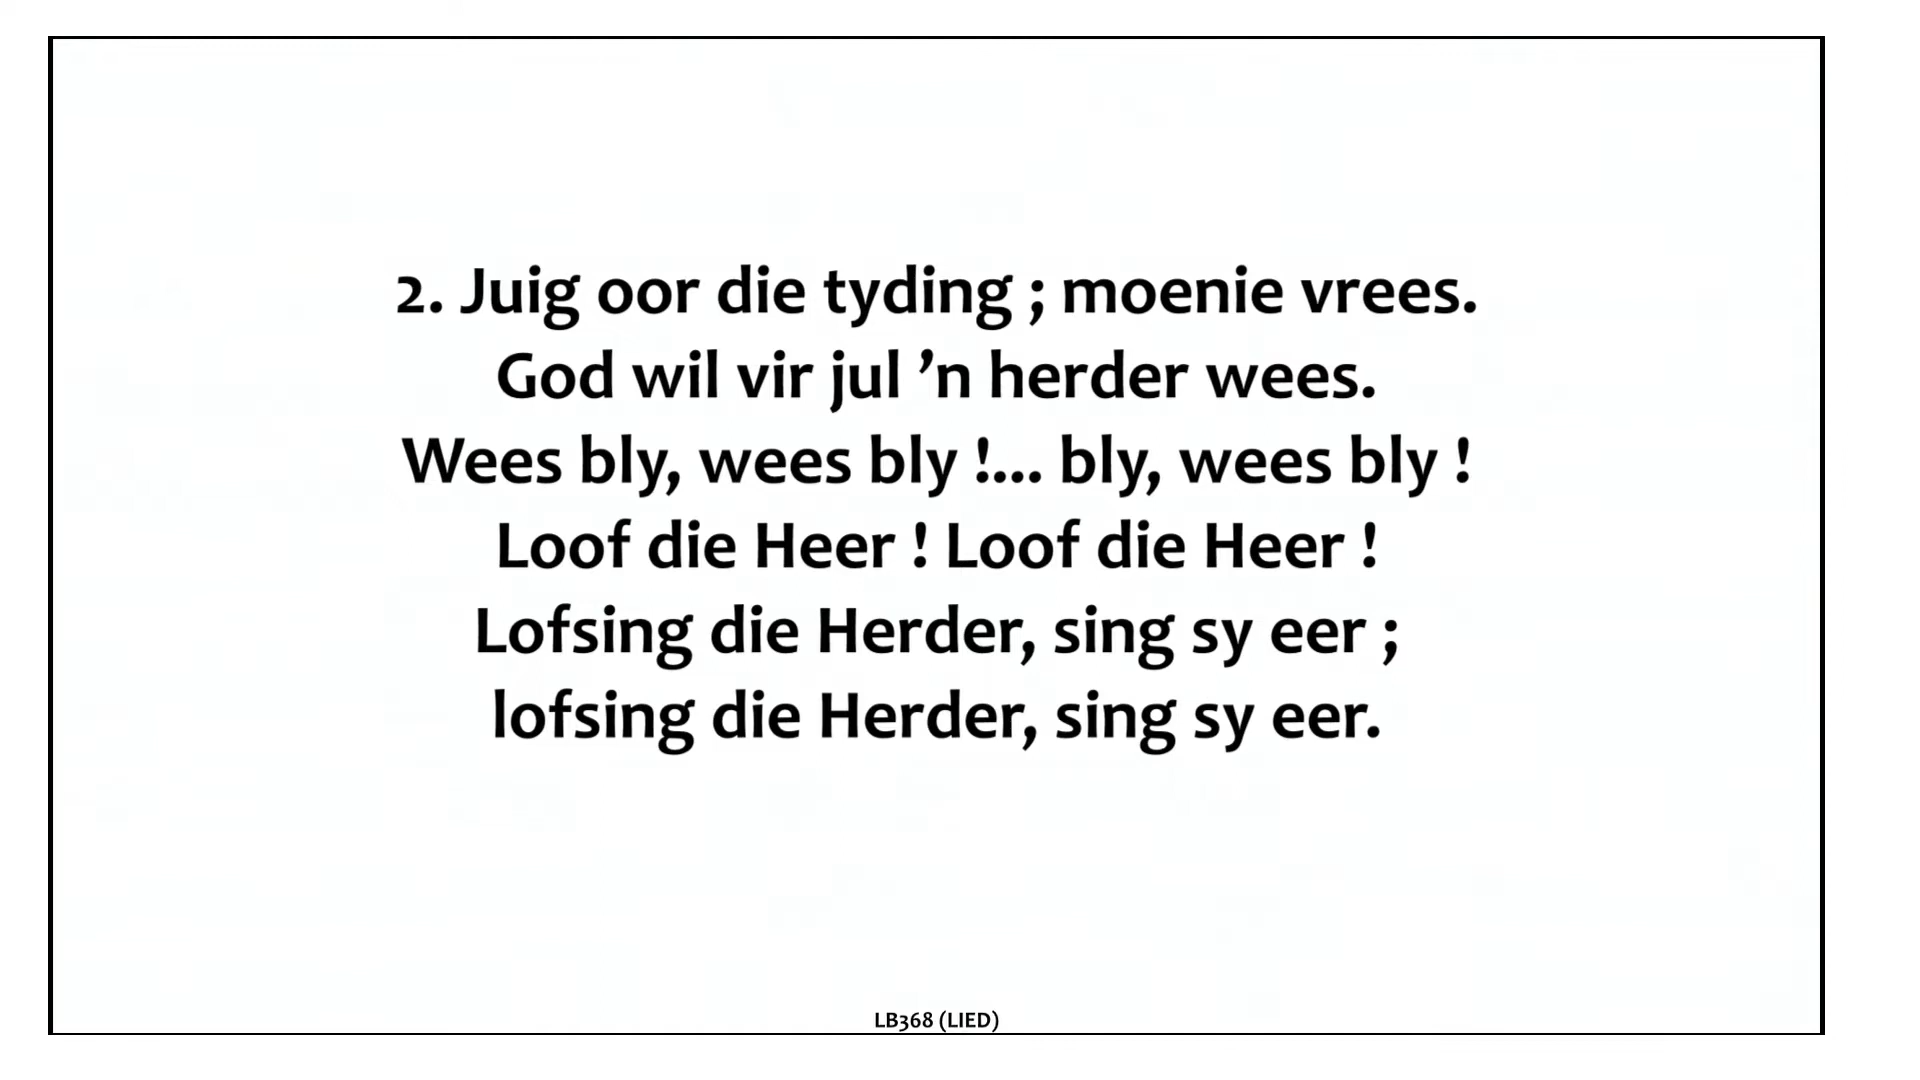 2. Juig oor die tyding ; moenie vrees.
God wil vir jul ’n herder wees.
Wees bly, wees bly !... bly, wees bly !
Loof die Heer ! Loof die Heer !
Lofsing die Herder, sing sy eer ;
lofsing die Herder, sing sy eer.
LB368 (LIED)